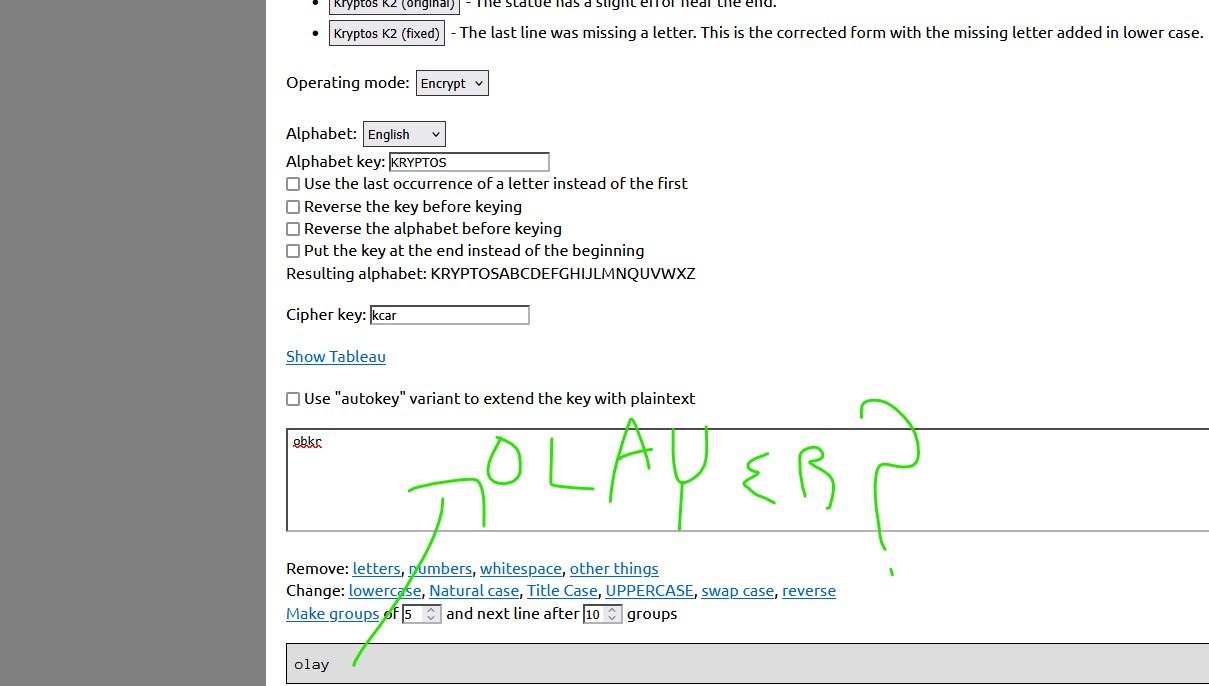 Kryptos K2 (original) - The statue has a slight error near the end.
Kryptos K2 (fixed) - The last line was missing a letter. This is the corrected form with the missing letter added in lower case.
Operating mode: Encrypt
Alphabet: English
Alphabet key: KRYPTOS
Use the last occurrence of a letter instead of the first
Reverse the key before keying
Reverse the alphabet before keying
Put the key at the end instead of the beginning
Resulting alphabet: KRYPTOSABCDEFGHIJLMNQUVWXZ
Cipher key: kcar
Show Tableau
Use "autokey" variant to extend the key with plaintext
obkr
OLAYER?
Remove: letters, numbers, whitespace, other things
Change: lowercase, Natural case, Title Case, UPPERCASE, swap case, reverse
Make groups of 5 and next line after 10 groups
olay